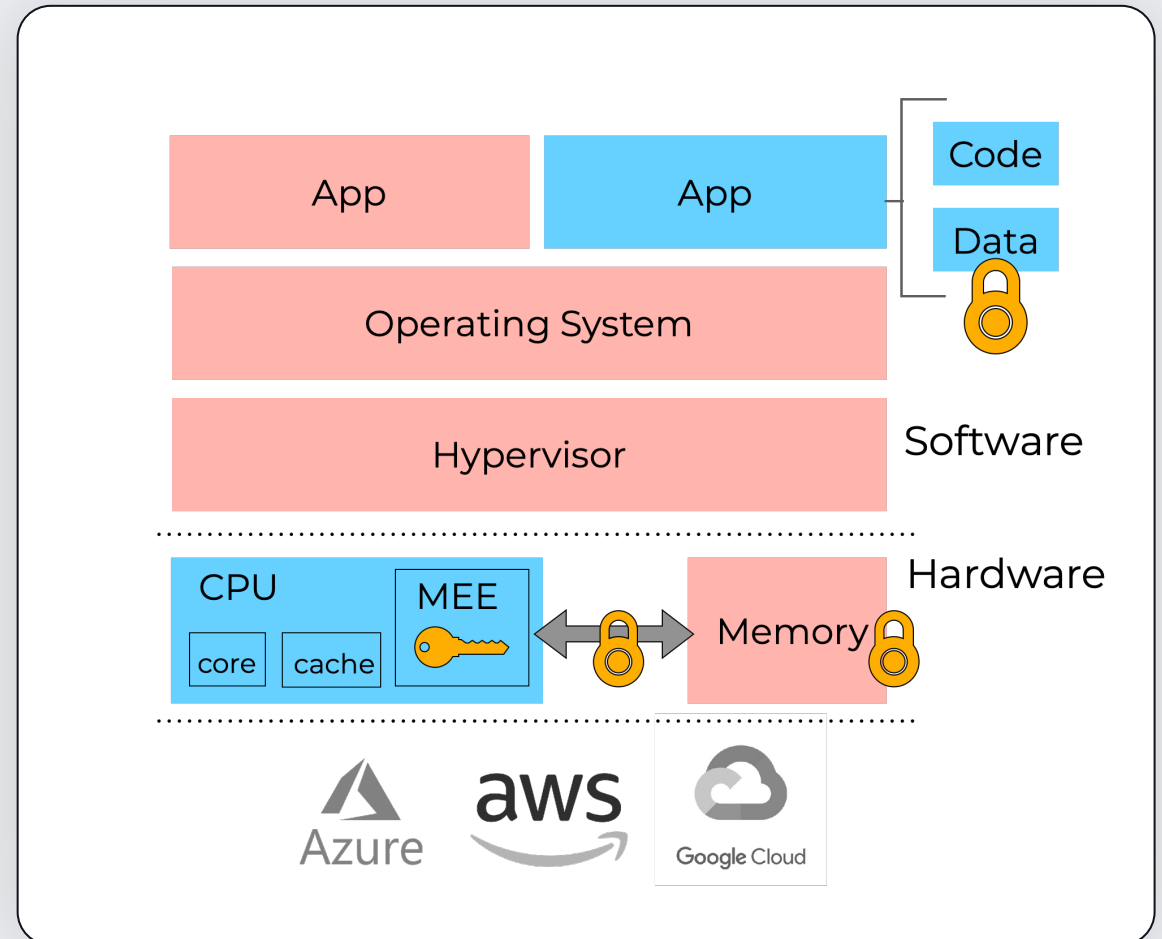 App
App
Code
Data
Operating System
Hypervisor
Software
Hardware
CPU
MEE
core
cache
Memory
Azure
aws
Google Cloud